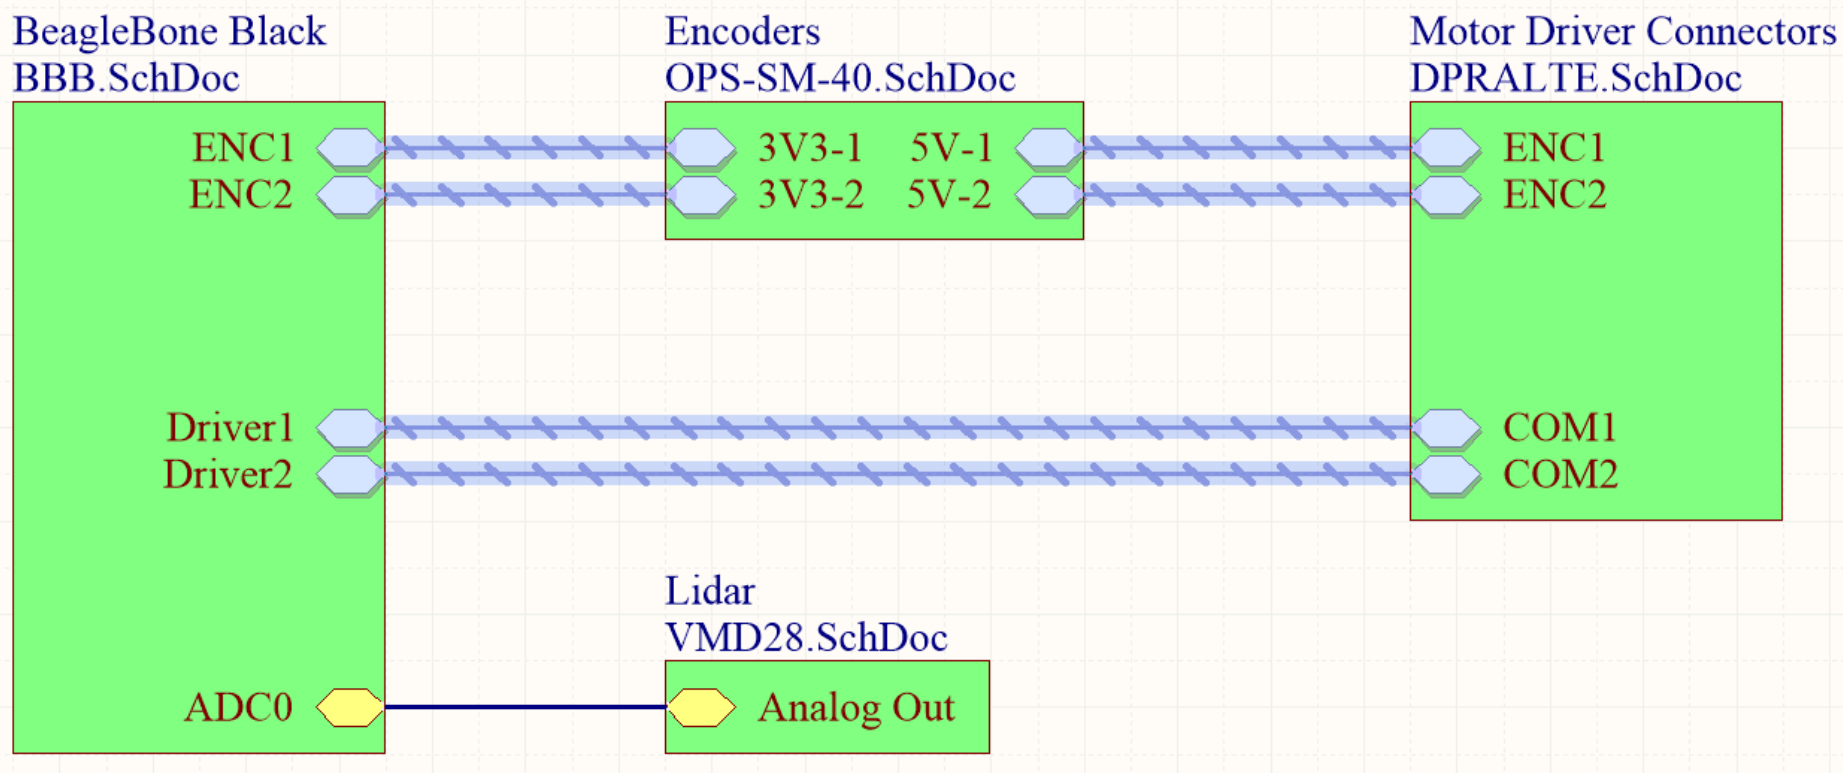 BeagleBone Black
BBB.SchDoc
ENC1
ENC2
Driver1
Driver2
ADC0
Encoders
OPS-SM-40.SchDoc
3V3-1 5V-1
3V3-2 5V-2
Motor Driver Connectors
DPRALTE.SchDoc
ENC1
ENC2
COM1
COM2
Lidar
VMD28.SchDoc
Analog Out